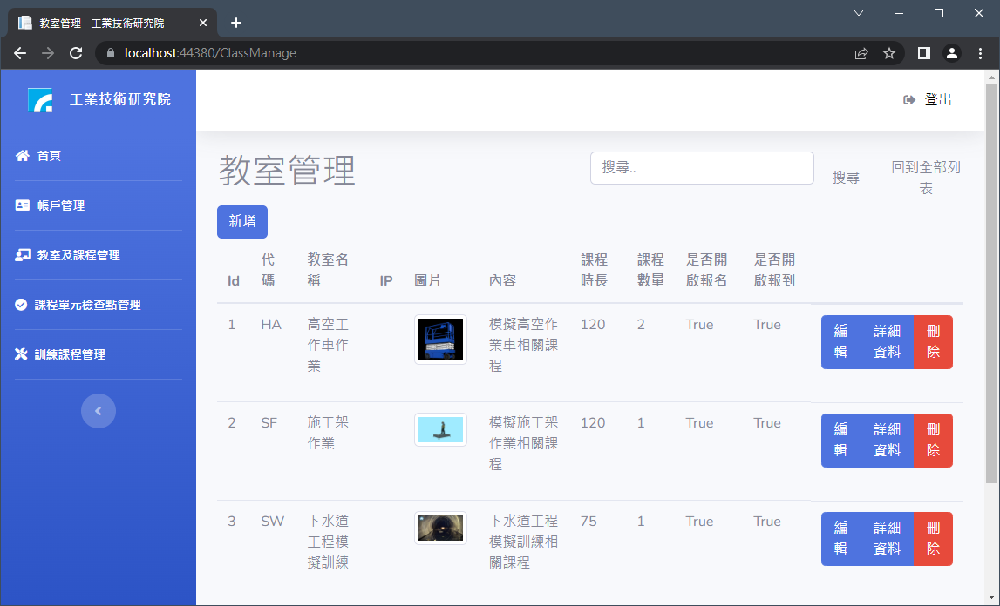 教室管理 - 工業技術研究院
localhost:44380/ClassManage
工業技術研究院
登出
首頁
帳戶管理
教室及課程管理
課程單元檢查點管理
訓練課程管理
教室管理
搜尋..
搜尋
回到全部列
表
新增
Id
代
碼
教室名
稱
IP
圖片
內容
課程
時長
課程
數量
是否開
啟報名
是否開
啟報到
1
HA
高空工
作車作
業
模擬高空作
業車相關課
程
120
2
True
True
編
輯
詳細
資料
刪
除
2
SF
施工架
作業
模擬施工架
作業相關課
程
120
1
True
True
編
輯
詳細
資料
刪
除
3
SW
下水道
工程模
擬訓練
下水道工程
模擬訓練相
關課程
75
1
True
True
編
輯
詳細
資料
刪
除